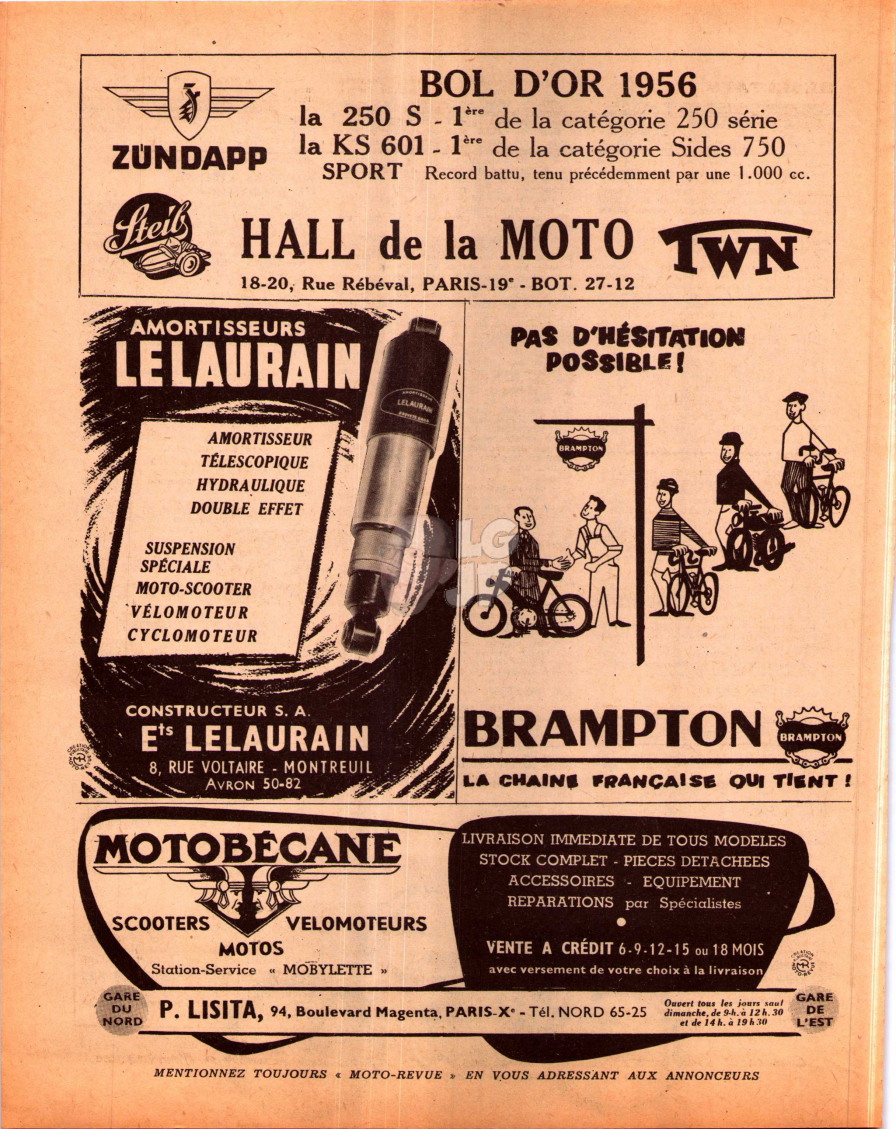 BOL D'OR 1956
la 250 S - 1ère de la catégorie 250 série
la KS 601 - 1ère de la catégorie Sides 750
SPORT Record battu, tenu précédemment par une 1.000 cc.
ZÜNDAPP
Steib
HALL de la MOTO
TWN
18-20, Rue Rébéval, PARIS-19e - BOT. 27-12
AMORTISSEURS
LELAURAIN
LELAURAIN
AMORTISSEUR
TÉLESCOPIQUE
HYDRAULIQUE
DOUBLE EFFET
SUSPENSION
SPÉCIALE
MOTO-SCOOTER
VÉLOMOTEUR
CYCLOMOTEUR
CONSTRUCTEUR S. A.
Ets LELAURAIN
8, RUE VOLTAIRE - MONTREUIL
AVRON 50-82
PAS D'HÉSITATION
POSSIBLE !
BRAMPTON
BRAMPTON
BRAMPTON
LA CHAINE FRANÇAISE QUI TIENT !
MOTOBÉCANE
SCOOTERS VELOMOTEURS
MOTOS
Station-Service « MOBYLETTE »
LIVRAISON IMMEDIATE DE TOUS MODELES
STOCK COMPLET - PIECES DETACHEES
ACCESSOIRES - EQUIPEMENT
REPARATIONS par Spécialistes
VENTE A CRÉDIT 6-9-12-15 ou 18 MOIS
avec versement de votre choix à la livraison
GARE
DU
NORD
P. LISITA, 94, Boulevard Magenta, PARIS-Xe - Tél. NORD 65-25
Ouvert tous les jours sauf
dimanche, de 9 h. à 12 h. 30
et de 14 h. à 19 h 30
GARE
DE
L'EST
MENTIONNEZ TOUJOURS « MOTO-REVUE » EN VOUS ADRESSANT AUX ANNONCEURS